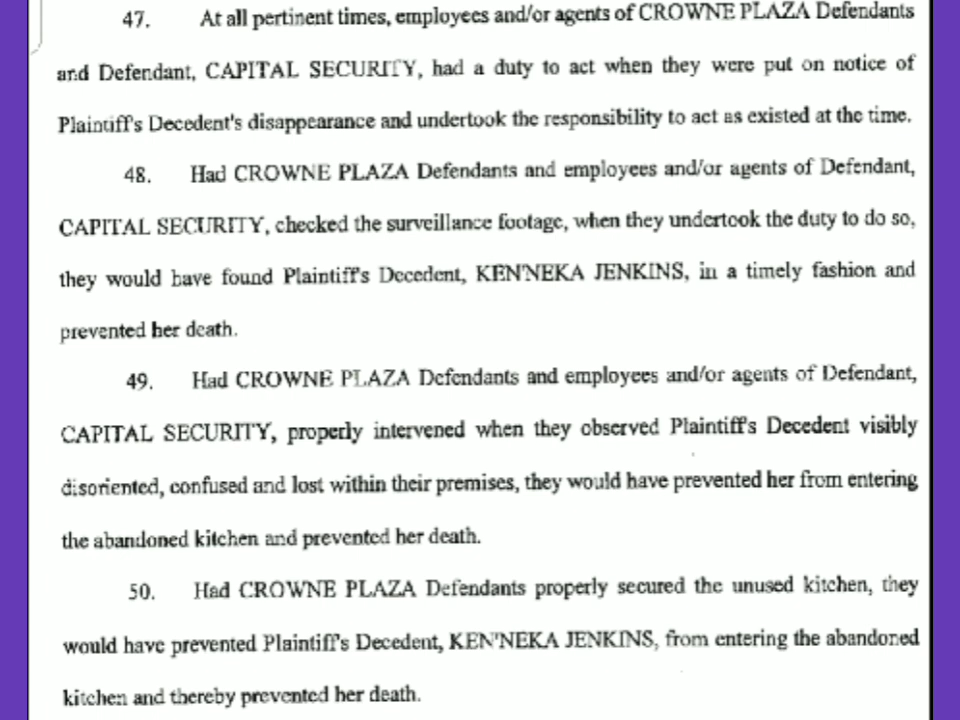 47. At all pertinent times, employees and/or agents of CROWNE PLAZA Defendants
and Defendant, CAPITAL SECURITY, had a duty to act when they were put on notice of
Plaintiff's Decedent's disappearance and undertook the responsibility to act as existed at the time.
48. Had CROWNE PLAZA Defendants and employees and/or agents of Defendant,
CAPITAL SECURITY, checked the surveillance footage, when they undertook the duty to do so,
they would have found Plaintiff's Decedent, KENNEKA JENKINS, in a timely fashion and
prevented her death.
49. Had CROWNE PLAZA Defendants and employees and/or agents of Defendant,
CAPITAL SECURITY, properly intervened when they observed Plaintiff's Decedent visibly
disoriented, confused and lost within their premises, they would have prevented her from entering
the abandoned kitchen and prevented her death.
50. Had CROWNE PLAZA Defendants properly secured the unused kitchen, they
would have prevented Plaintiff's Decedent, KEN'NEKA JENKINS, from entering the abandoned
kitchen and thereby prevented her death.